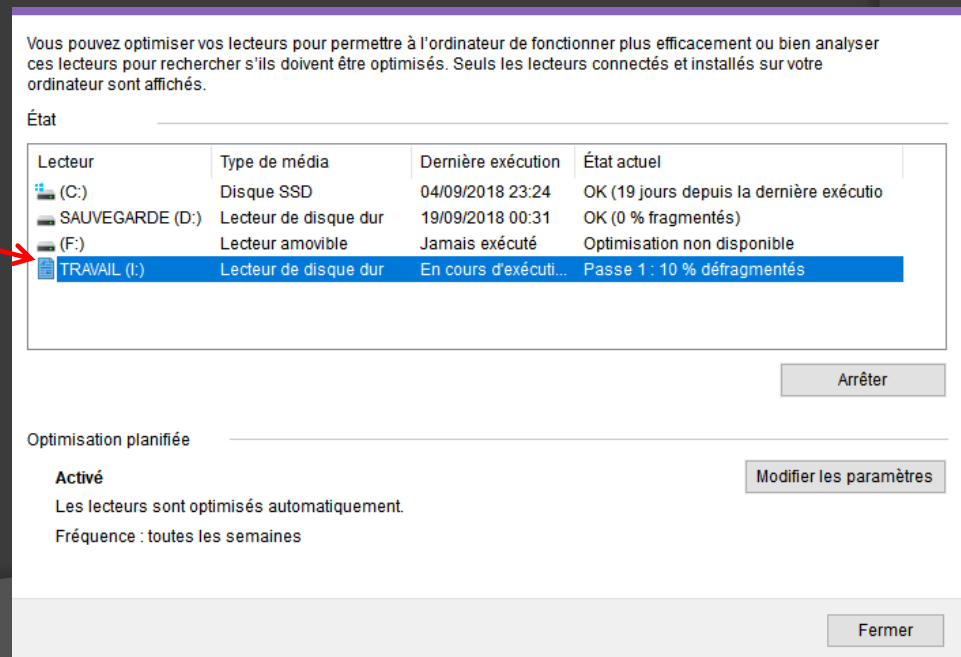 Vous pouvez optimiser vos lecteurs pour permettre à l'ordinateur de fonctionner plus efficacement ou bien analyser
ces lecteurs pour rechercher s'ils doivent être optimisés. Seuls les lecteurs connectés et installés sur votre
ordinateur sont affichés.
État
Lecteur Type de média Dernière exécution État actuel
(C:) Disque SSD 04/09/2018 23:24 OK (19 jours depuis la dernière exécutio
SAUVEGARDE (D:) Lecteur de disque dur 19/09/2018 00:31 OK (0 % fragmentés)
(F:) Lecteur amovible Jamais exécuté Optimisation non disponible
TRAVAIL (I:) Lecteur de disque dur En cours d'exécuti... Passe 1 : 10 % défragmentés
Arrêter
Optimisation planifiée
Activé
Modifier les paramètres
Les lecteurs sont optimisés automatiquement.
Fréquence : toutes les semaines
Fermer